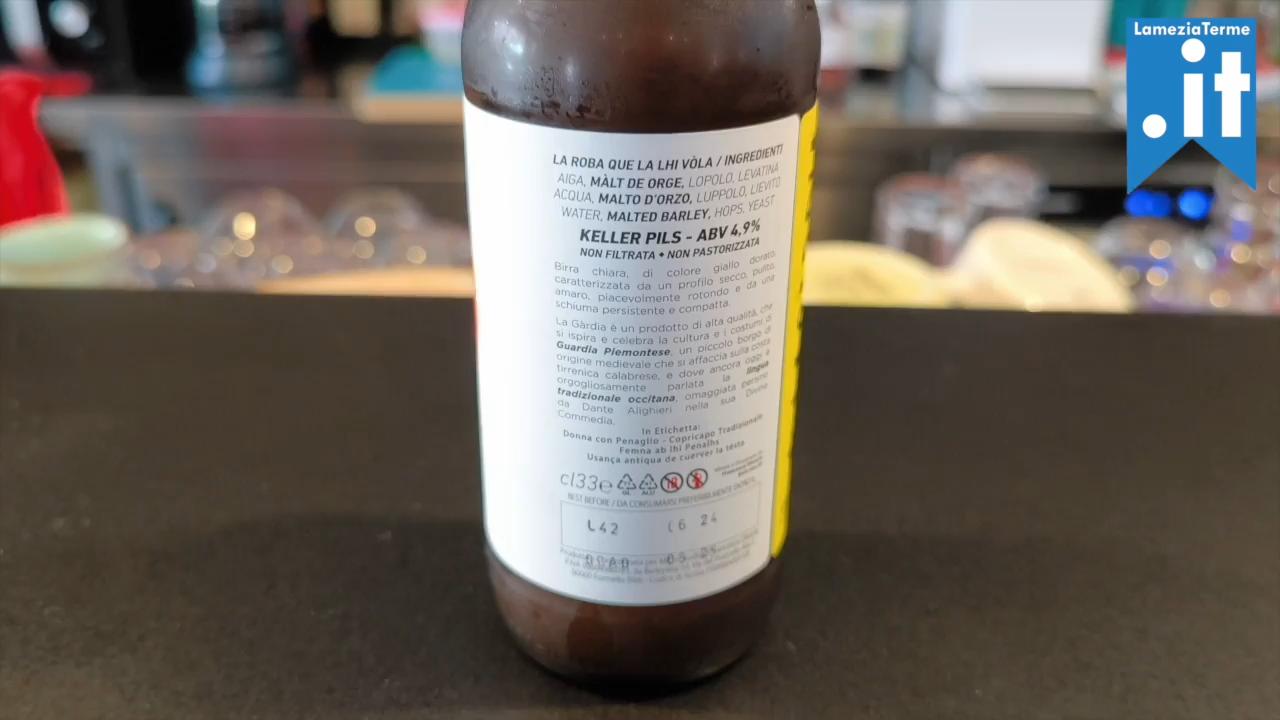 LameziaTerme
.it
LA ROBA QUE LA LHI VÒLA / INGREDIENTI
AIGA, MÀLT DE ORGE, LOPOLO, LEVATINA
ACQUA, MALTO D'ORZO, LUPPOLO, LIEVITO
WATER, MALTED BARLEY, HOPS, YEAST
KELLER PILS - ABV 4,9%
NON FILTRATA • NON PASTORIZZATA
Birra chiara, di colore giallo dorato,
caratterizzata da un profilo secco, pulito,
amaro, piacevolmente rotondo e da una
schiuma persistente e compatta.
La Gàrdia è un prodotto di alta qualità, che
si ispira e celebra la cultura e i costumi di
Guardia Piemontese, un piccolo borgo di
origine medievale che si affaccia sulla costa
tirrenica calabrese, e dove ancora oggi è
orgogliosamente parlata la lingua
tradizionale occitana, omaggiata persino
da Dante Alighieri nella sua Divine
Commedia.
In Etichetta:
Donna con Penaglio - Copricapo Tradizionale
Femna ab lhi Penalhs
Usança antiqua de cuerver la tèsta
cl33e
GL ALU 18
BEST BEFORE / DA CONSUMARSI PREFERIBILMENTE
L42 24